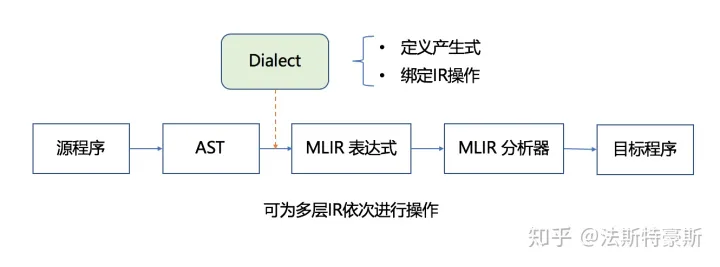 Dialect
• 定义产生式
• 绑定IR操作
源程序
AST
MLIR 表达式
MLIR 分析器
目标程序
可为多层IR依次进行操作
知乎 @法斯特豪斯